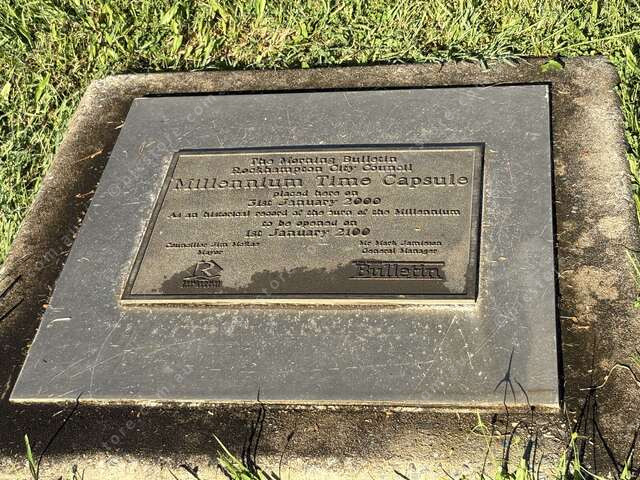 The Morning Bulletin
Rockhampton City Council
Millennium Time Capsule
placed here on
31st January 2000
As an historical record of the turn of the Millennium
to be opened on
1st January 2100
Councillor Jim McRae
Mayor
Mr Mark Jamieson
General Manager
Bulletin